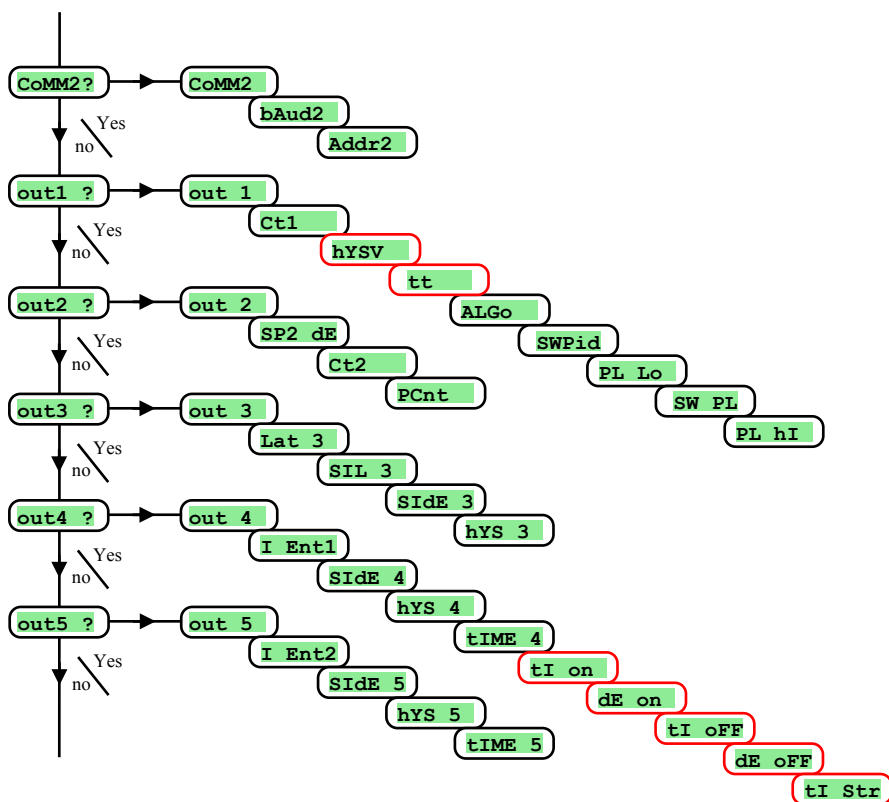 CoMM2? CoMM2
bAud2
Yes
no
Addr2
out1 ? out 1
Ct1
Yes
no
hYSV
tt
out2 ? out 2
ALGo
SP2 dE
Yes
no
SWPid
Ct2
PL Lo
PCnt
SW PL
out3 ? out 3
Lat 3
PL hI
Yes
no
SIL 3
SIdE 3
out4 ? out 4
hYS 3
I Ent1
Yes
no
SIdE 4
hYS 4
out5 ? out 5
tIME 4
I Ent2
Yes
no
tI on
SIdE 5
dE on
hYS 5
tI oFF
tIME 5
dE oFF
tI Str